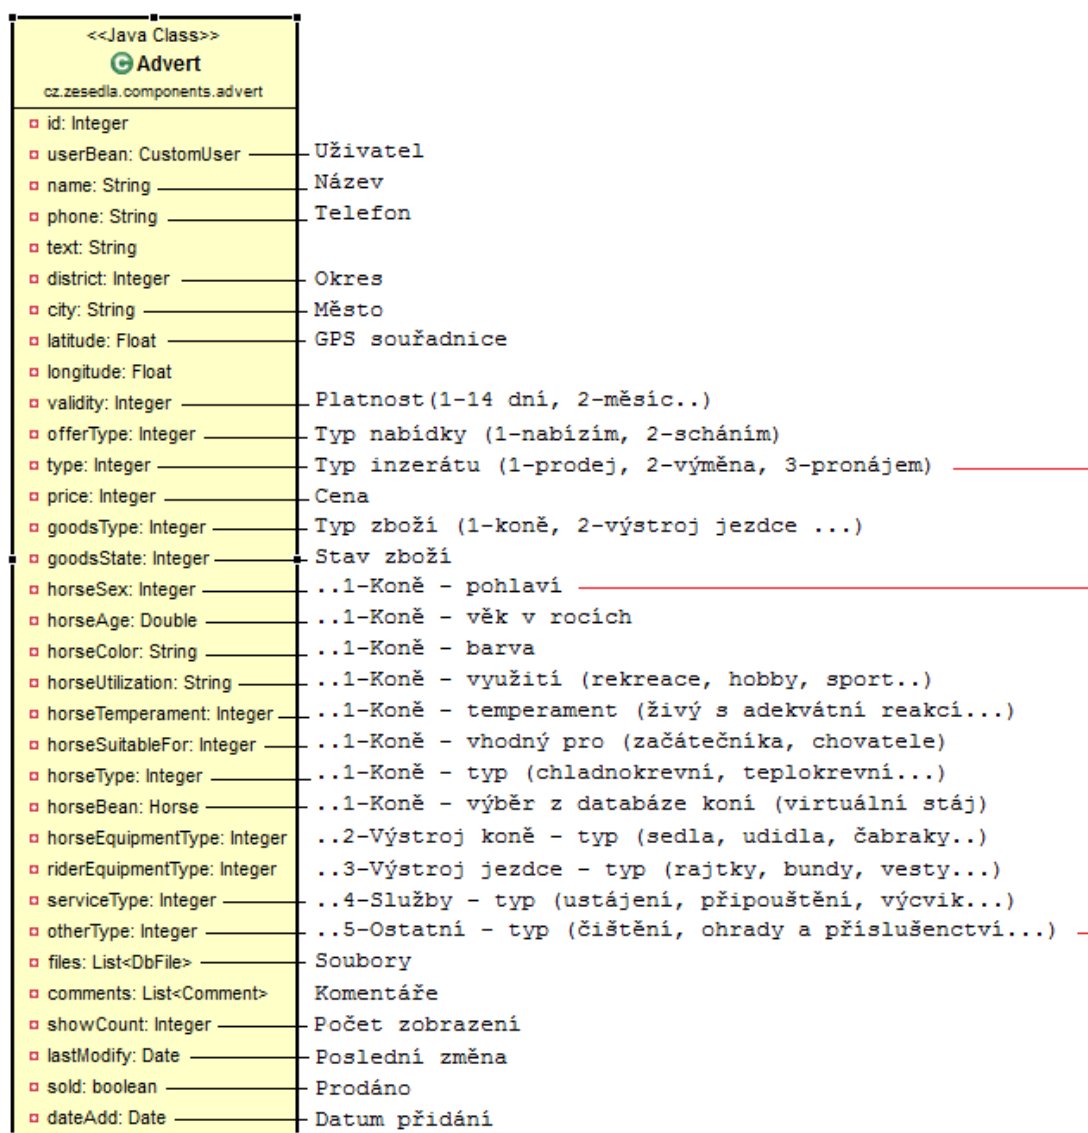 <<Java Class>>
C Advert
cz.zesedla.components.advert
id: Integer
userBean: CustomUser Uživatel
name: String Název
phone: String Telefon
text: String
district: Integer Okres
city: String Město
latitude: Float GPS souřadnice
longitude: Float
validity: Integer Platnost(1-14 dní, 2-měsíc..)
offerType: Integer Typ nabídky (1-nabízím, 2-scháním)
type: Integer Typ inzerátu (1-prodej, 2-výměna, 3-pronájem)
price: Integer Cena
goodsType: Integer Typ zboží (1-koně, 2-výstroj jezdce ...)
goodsState: Integer Stav zboží
horseSex: Integer ..1-Koně - pohlaví
horseAge: Double ..1-Koně - věk v rocích
horseColor: String ..1-Koně - barva
horseUtilization: String ..1-Koně - využití (rekreace, hobby, sport..)
horseTemperament: Integer ..1-Koně - temperament (živý s adekvátní reakcí...)
horseSuitableFor: Integer ..1-Koně - vhodný pro (začátečníka, chovatele)
horseType: Integer ..1-Koně - typ (chladnokrevní, teplokrevní...)
horseBean: Horse ..1-Koně - výběr z databáze koní (virtuální stáj)
horseEquipmentType: Integer ..2-Výstroj koně - typ (sedla, udidla, čabraky..)
riderEquipmentType: Integer ..3-Výstroj jezdce - typ (rajtky, bundy, vesty...)
serviceType: Integer ..4-Služby - typ (ustájení, připouštění, výcvik...)
otherType: Integer ..5-Ostatní - typ (čištění, ohrady a příslušenství...)
files: List<DbFile> Soubory
comments: List<Comment> Komentáře
showCount: Integer Počet zobrazení
lastModify: Date Poslední změna
sold: boolean Prodáno
dateAdd: Date Datum přidání